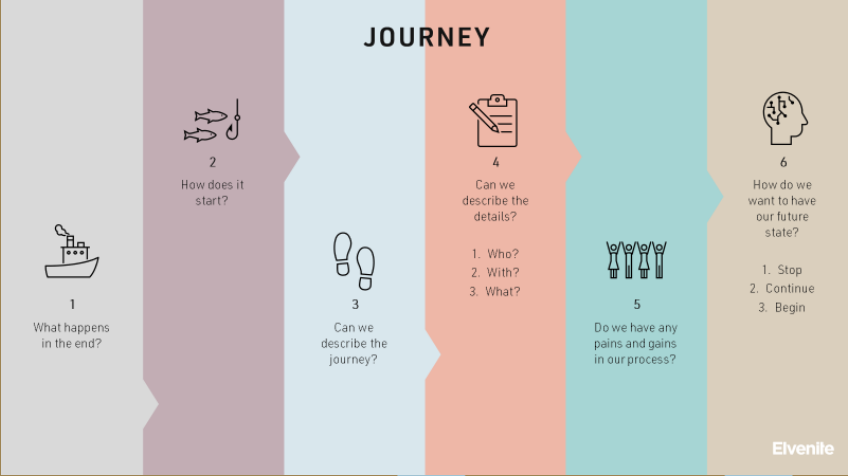 JOURNEY
1
What happens
in the end?
2
How does it
start?
3
Can we
describe the
journey?
4
Can we
describe the
details?
1. Who?
2. With?
3. What?
5
Do we have any
pains and gains
in our process?
6
How do we
want to have
our future
state?
1. Stop
2. Continue
3. Begin
Elvenite